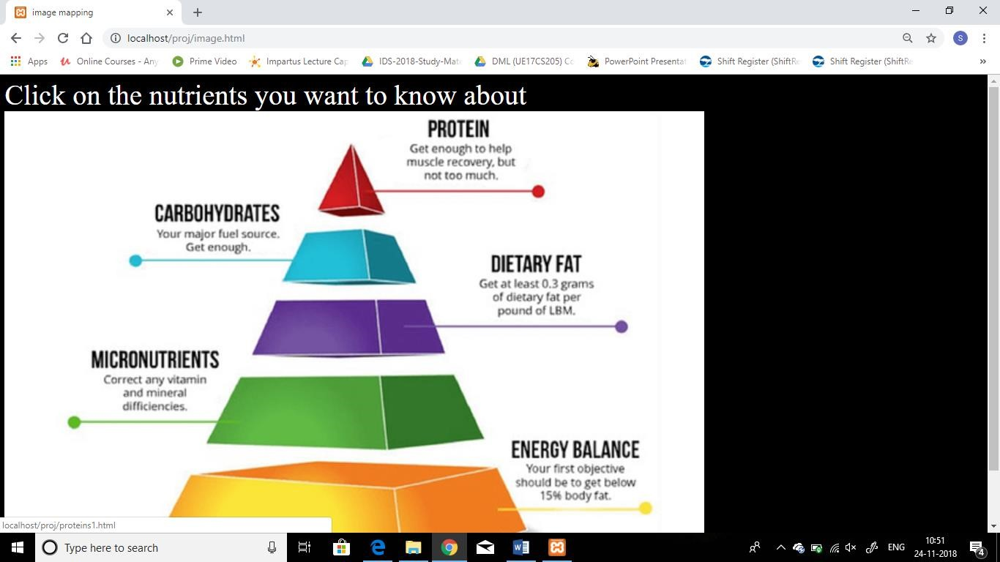 image mapping
localhost/proj/image.html
S
Apps Online Courses - Any Prime Video Impartus Lecture Cap IDS-2018-Study-Mate DML (UE17CS205) Co PowerPoint Presentat Shift Register (ShiftRe Shift Register (ShiftRe »
Click on the nutrients you want to know about
PROTEIN
Get enough to help
muscle recovery, but
not too much.
CARBOHYDRATES
Your major fuel source.
Get enough.
DIETARY FAT
Get at least 0.3 grams
of dietary fat per
pound of LBM.
MICRONUTRIENTS
Correct any vitamin
and mineral
difficiencies.
ENERGY BALANCE
Your first objective
should be to get below
15% body fat.
localhost/proj/proteins1.html
Type here to search
ENG
10:51
24-11-2018
4